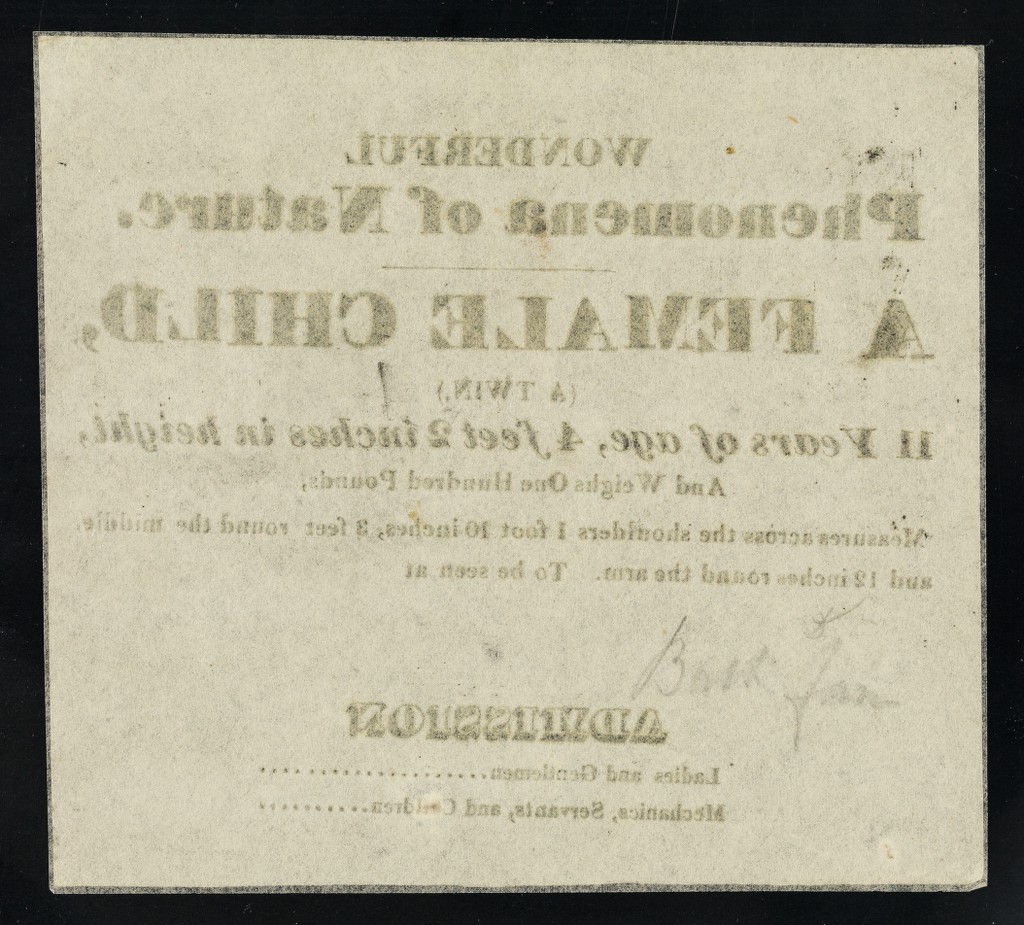 WONDERFUL
Phenomena of Nature.
A FEMALE CHILD,
(A TWIN,)
11 Years of age, 4 feet 2 inches in height,
And Weighs One Hundred Pounds,
Measures across the shoulders 1 foot 10 inches, 3 feet round the middle,
and 12 inches round the arm. To be seen at
ADMISSION
Ladies and Gentlemen....................
Mechanics, Servants, and Children..........